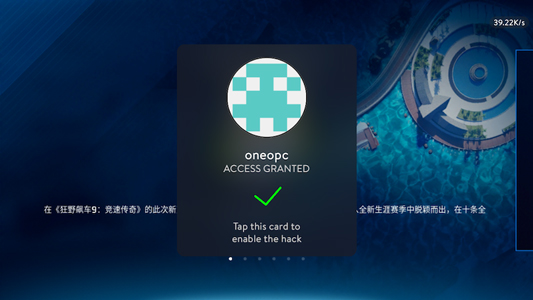 39.22K/s
oneopc
ACCESS GRANTED
在《狂野飙车9：竞速传奇》的此次新
全新生涯赛季中脱颖而出，在十条全
Tap this card to
enable the hack